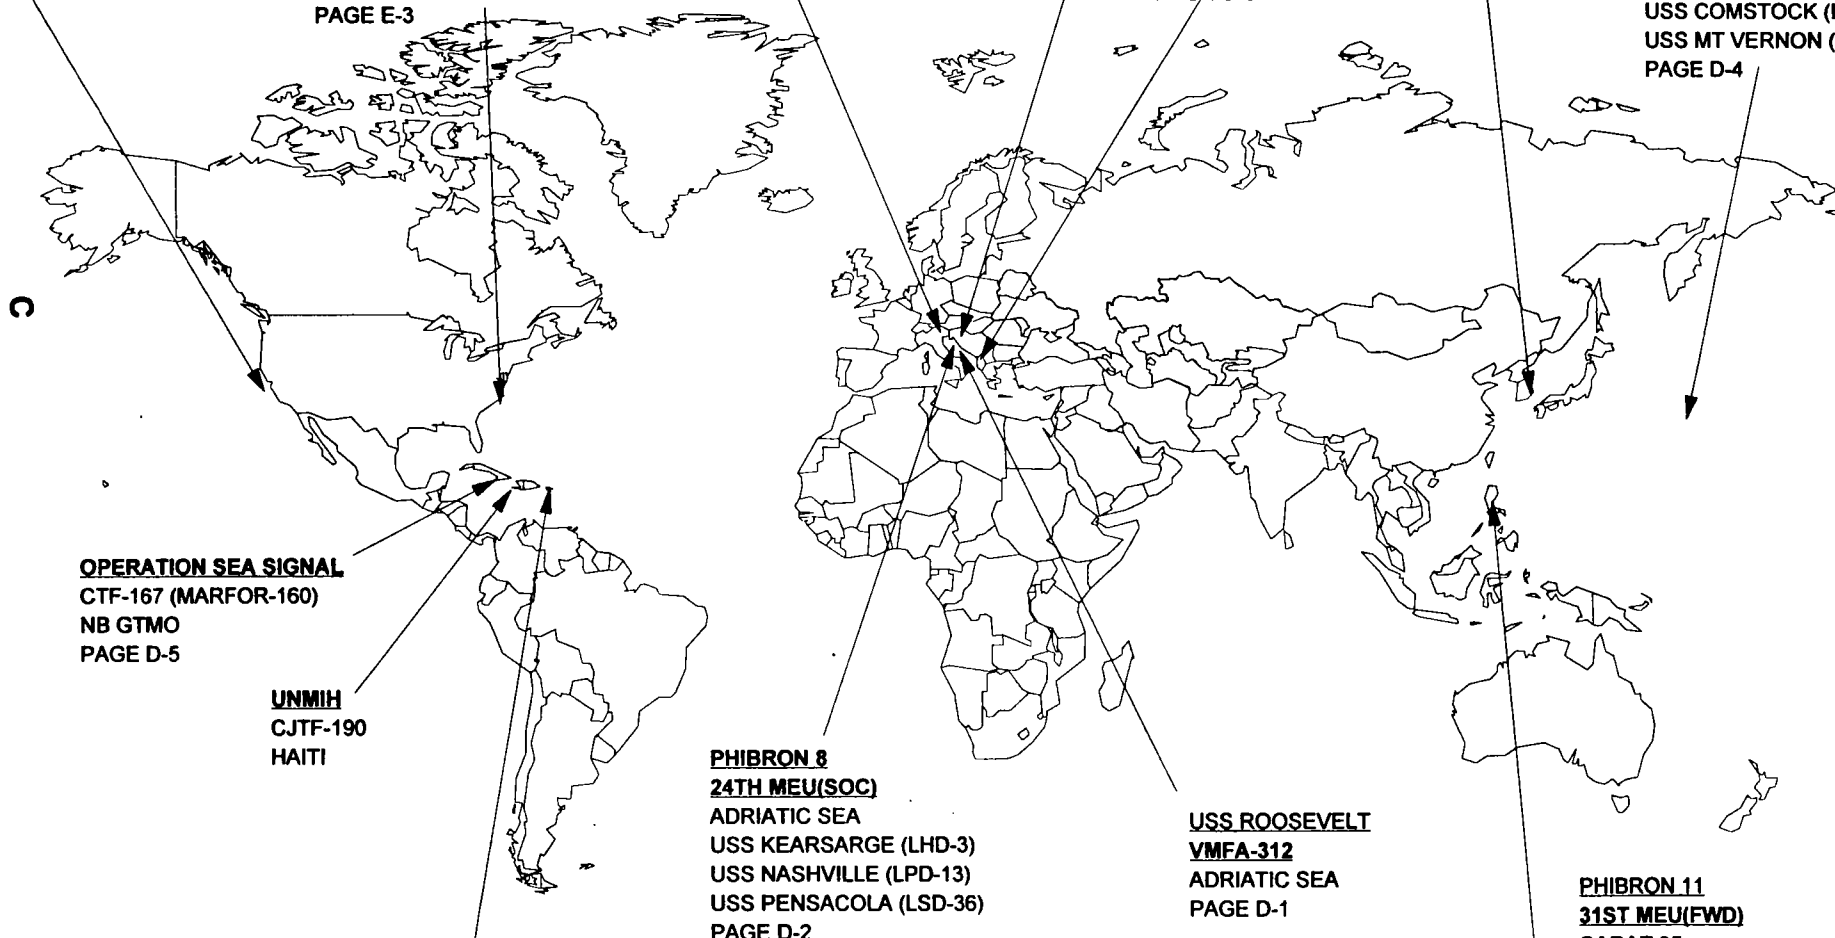 PAGE E-3
USS COMSTOCK (
USS MT VERNON (
PAGE D-4
C
OPERATION SEA SIGNAL
CTF-167 (MARFOR-160)
NB GTMO
PAGE D-5
UNMIH
CJTF-190
HAITI
PHIBRON 8
24TH MEU(SOC)
ADRIATIC SEA
USS KEARSARGE (LHD-3)
USS NASHVILLE (LPD-13)
USS PENSACOLA (LSD-36)
PAGE D-2
USS ROOSEVELT
VMFA-312
ADRIATIC SEA
PAGE D-1
PHIBRON 11
31ST MEU(FWD)